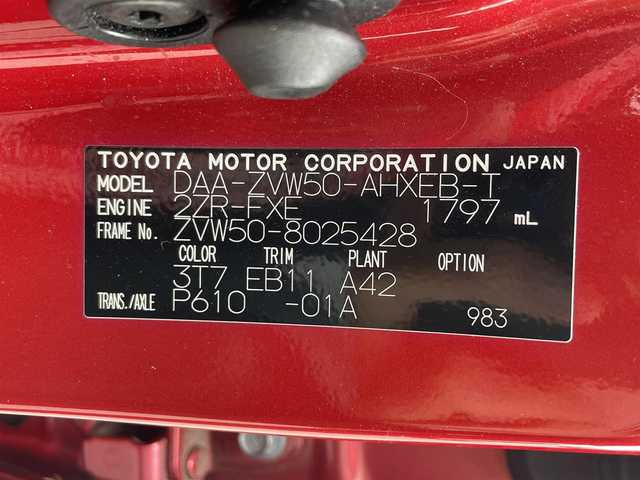 TOYOTA MOTOR CORPORATION JAPAN
MODEL DAA-ZVW50-AHXEB-T
ENGINE 2ZR-FXE 1797 mL
FRAME No. ZVW50-8025428
COLOR TRIM PLANT OPTION
3T7 EB11 A42
TRANS./AXLE P610 -01A
983